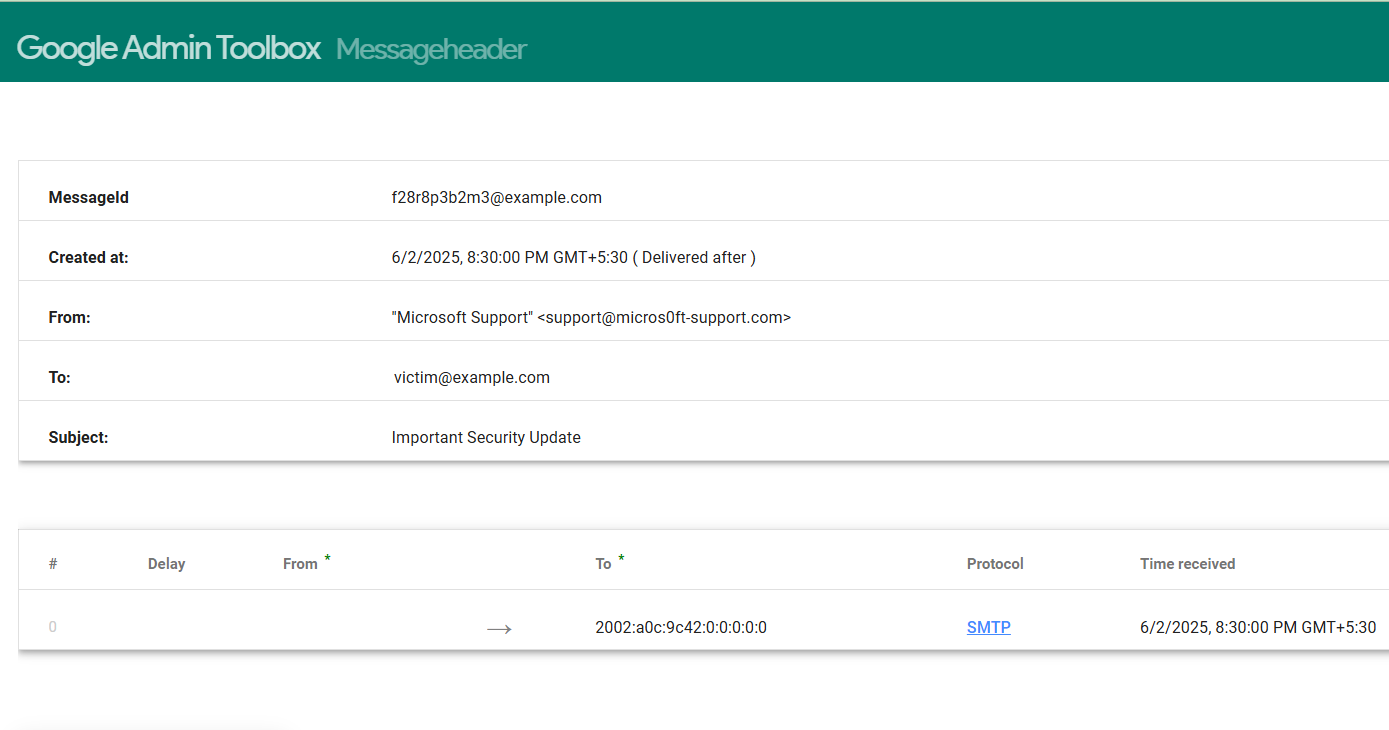 Google Admin Toolbox Messageheader
MessageId f28r8p3b2m3@example.com
Created at: 6/2/2025, 8:30:00 PM GMT+5:30 ( Delivered after )
From: "Microsoft Support" <support@micros0ft-support.com>
To: victim@example.com
Subject: Important Security Update
# Delay From * To * Protocol Time received
0 → 2002:a0c:9c42:0:0:0:0:0 SMTP 6/2/2025, 8:30:00 PM GMT+5:30